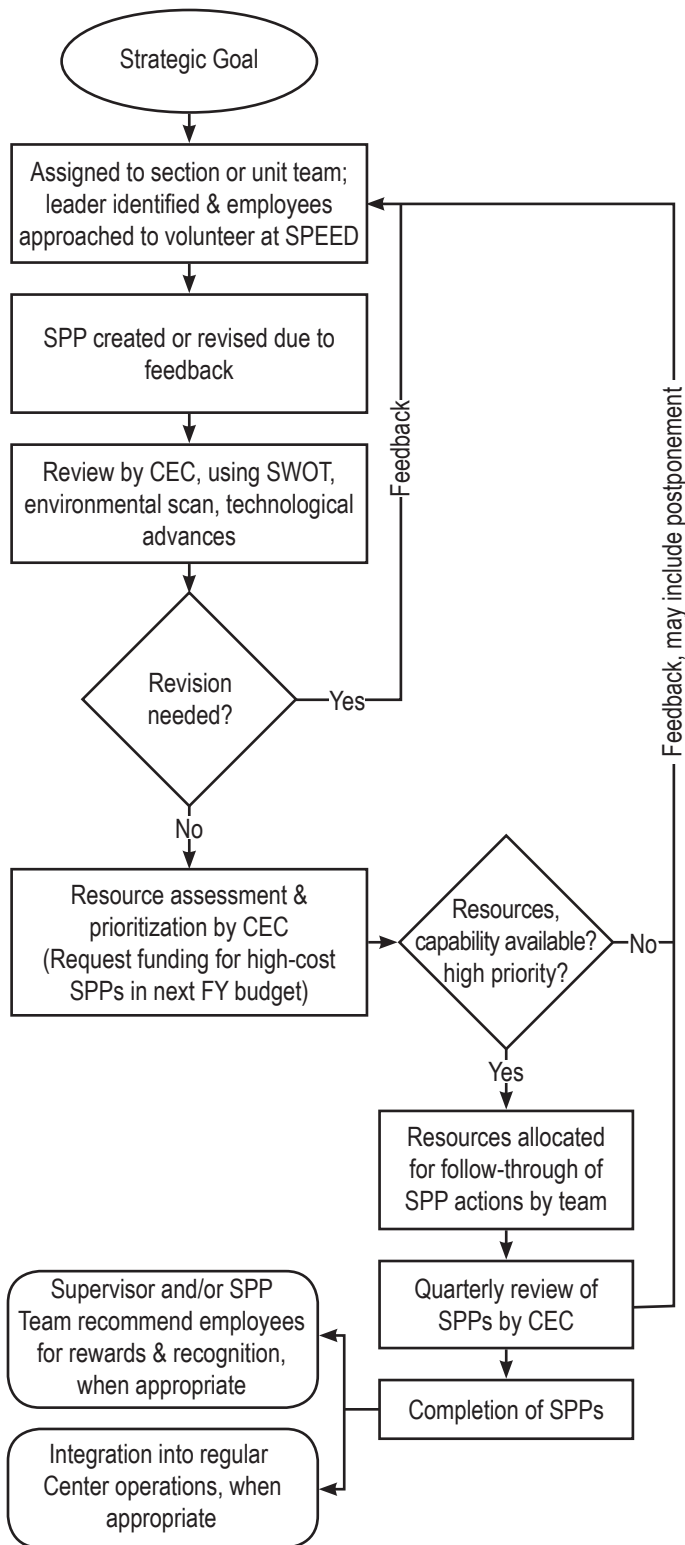 Strategic Goal
Assigned to section or unit team;
leader identified & employees
approached to volunteer at SPEED
SPP created or revised due to
feedback
Review by CEC, using SWOT,
environmental scan, technological
advances
Revision
needed?
Yes
Feedback
Feedback, may include postponement
No
Resource assessment &
prioritization by CEC
(Request funding for high-cost
SPPs in next FY budget)
Resources,
capability available?
high priority?
No
Yes
Resources allocated
for follow-through of
SPP actions by team
Quarterly review of
SPPs by CEC
Completion of SPPs
Supervisor and/or SPP
Team recommend employees
for rewards & recognition,
when appropriate
Integration into regular
Center operations, when
appropriate